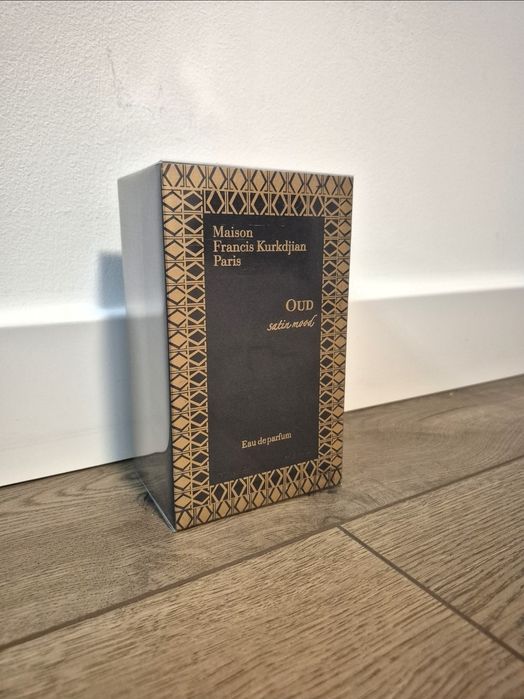 Maison
Francis Kurkdjian
Paris
OUD
satin mood
Eau de parfum